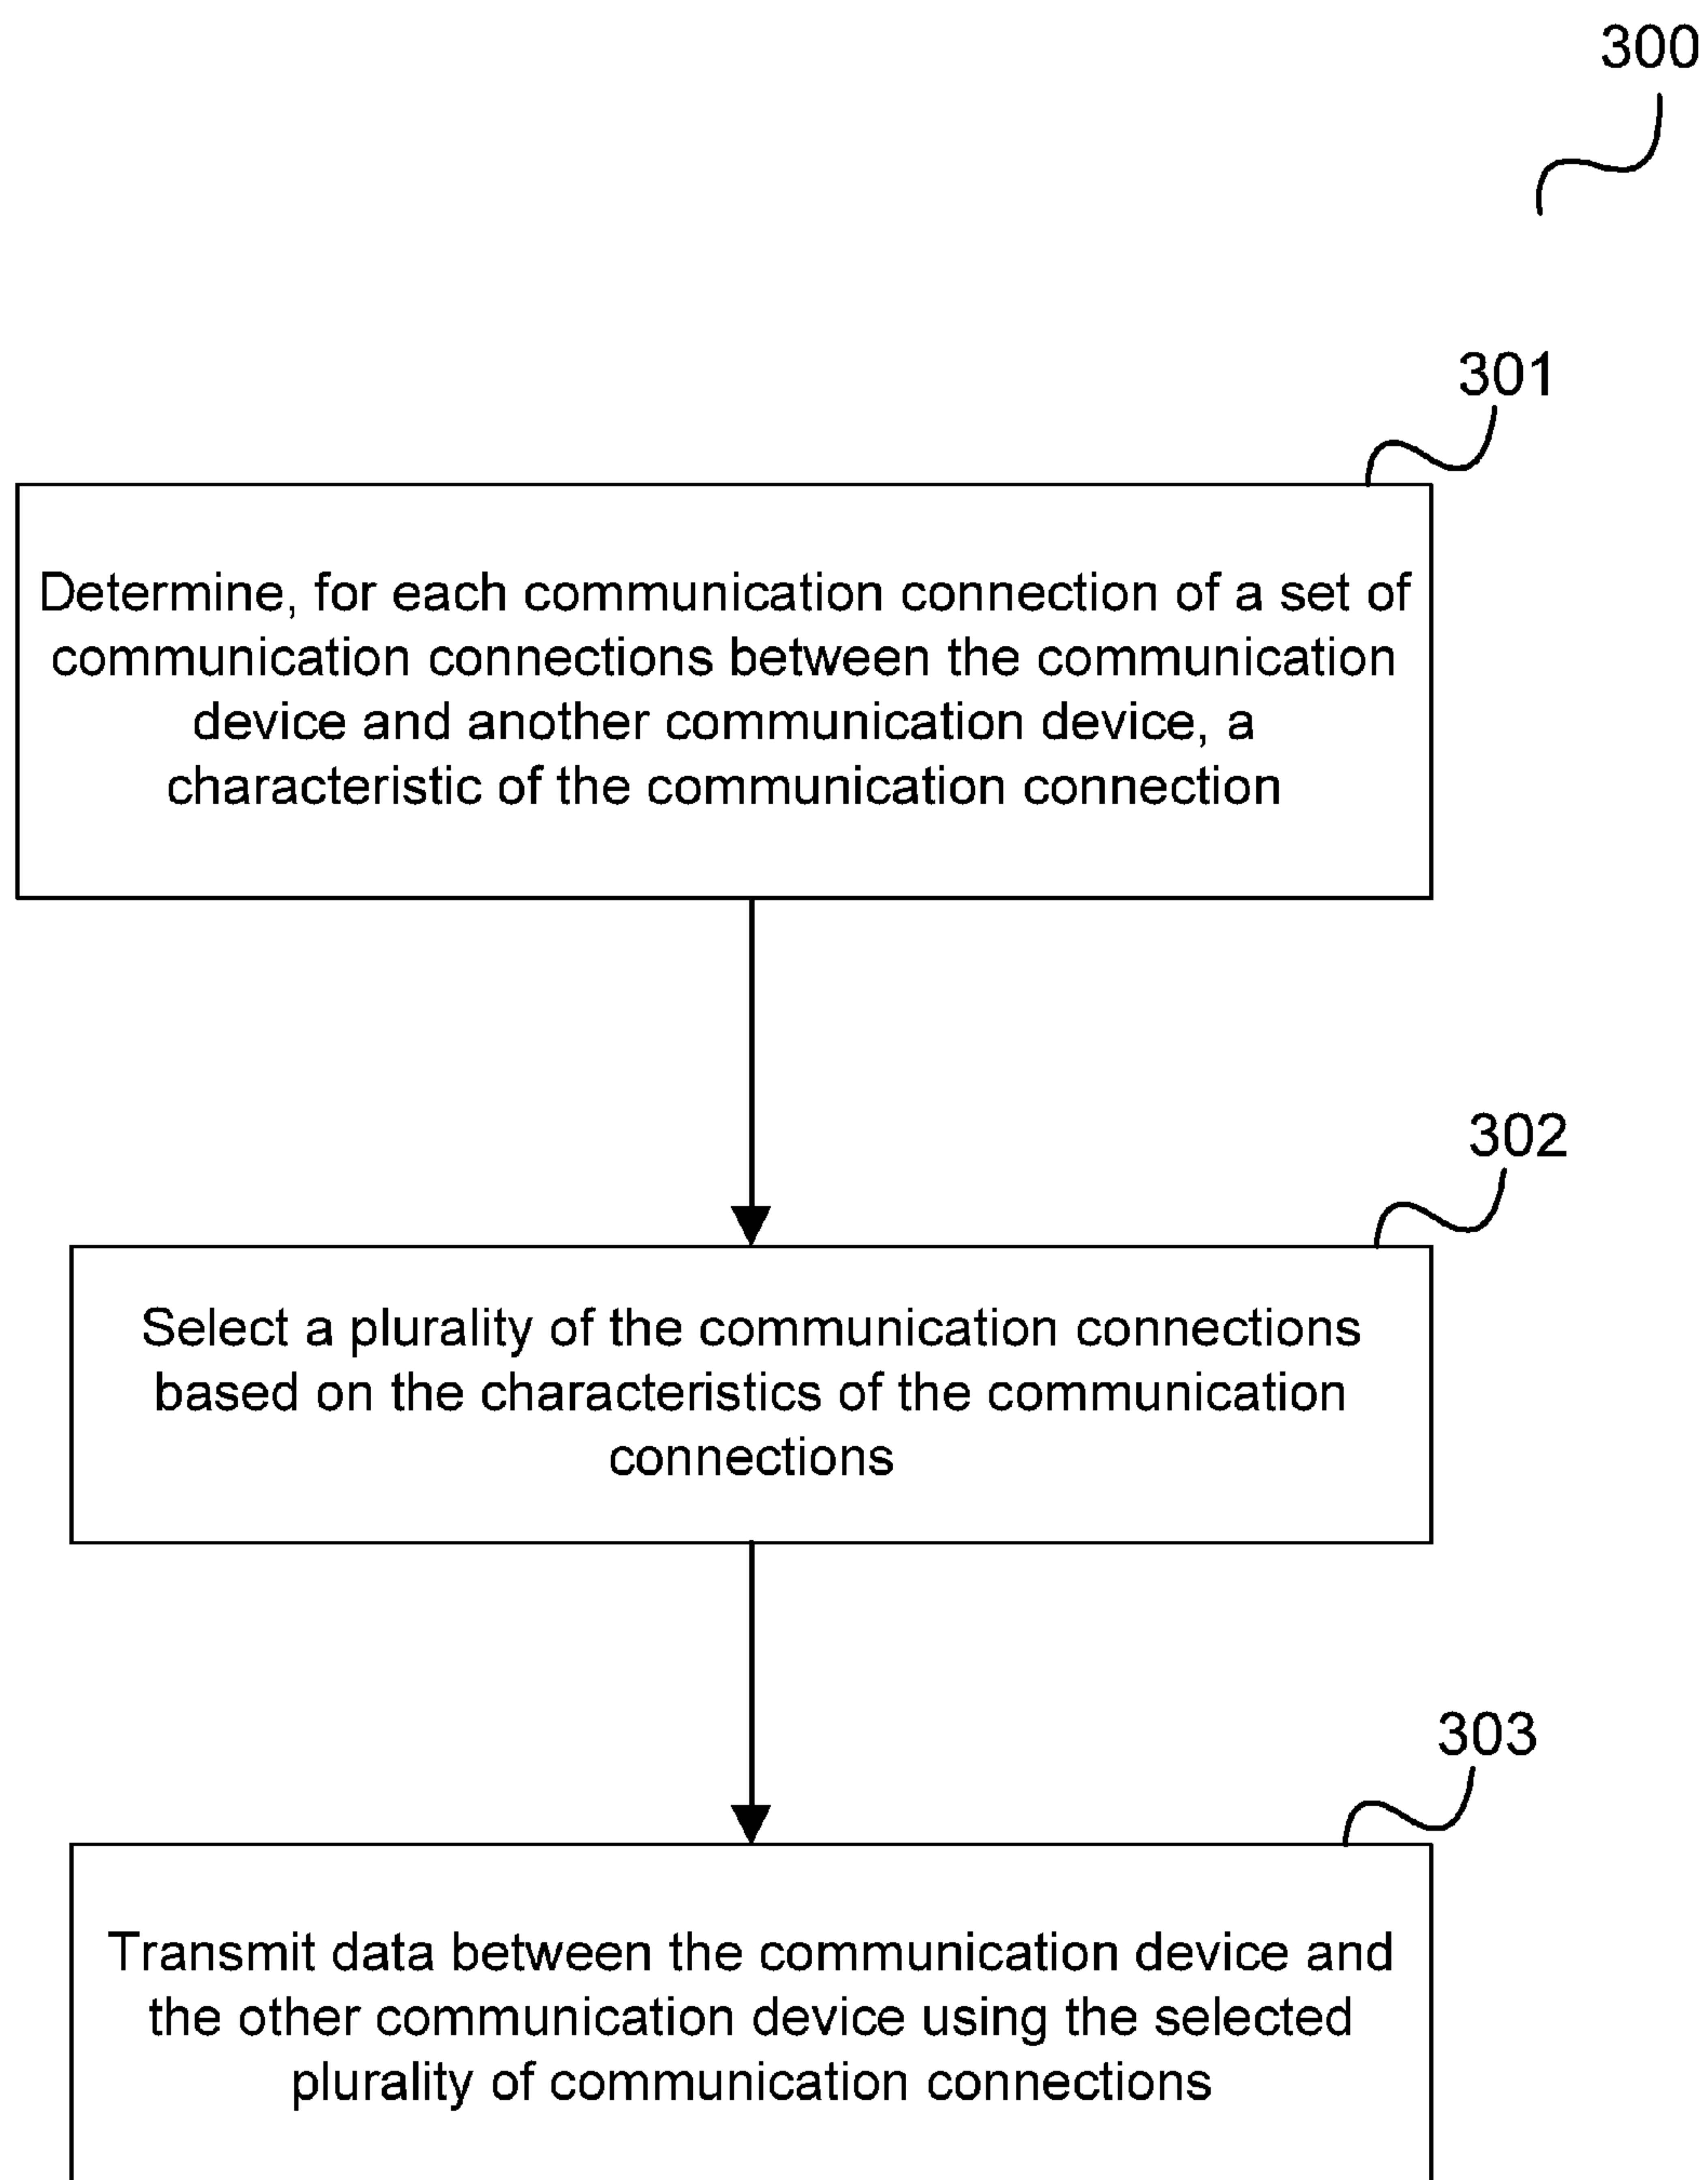 300
301
Determine, for each communication connection of a set of
communication connections between the communication
device and another communication device, a
characteristic of the communication connection
302
Select a plurality of the communication connections
based on the characteristics of the communication
connections
303
Transmit data between the communication device and
the other communication device using the selected
plurality of communication connections